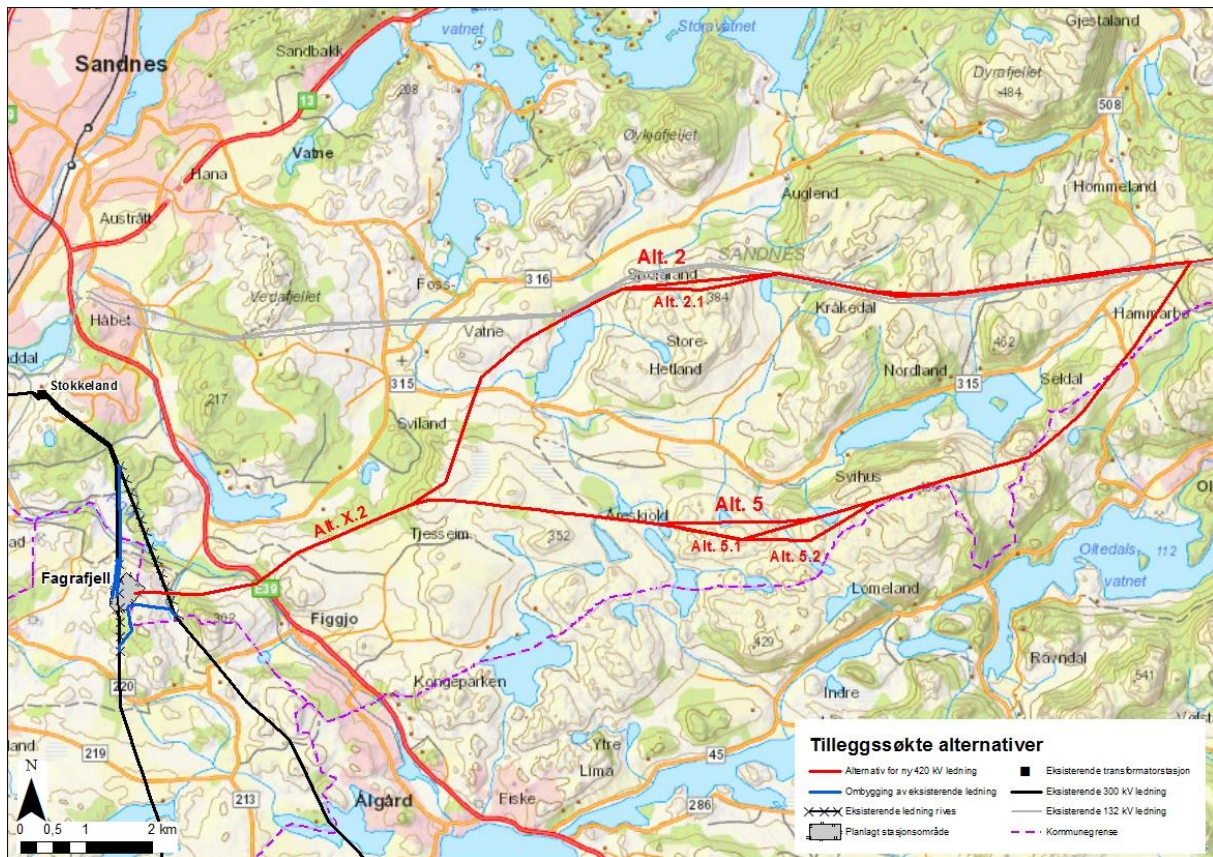 vatnet
Storavatnet
Gjestaland
Sandbakk
Sandnes
Dyrafjellet
484
208
13
508
Øykjafjellet
Vatne
Hana
Auglend
Hommeland
Austrått
SANDNES
Alt. 2
316
Foss-
Vedafjellet
Alt. 2.1
384
Håbet
Kråkedal
Hammarbø
Vatne
Store-
Hetland
462
Nordland
315
315
Seldal
Stokkeland
217
Sviland
Svihus
Alt. X.2
Alt. 5
Tjesseim
352
Alt. 5.1
Alt. 5.2
Oltedals-
vatnet
112
Fagrafjell
E39
Lomeland
302
Figgjo
429
Ravndal
541
Kongeparken
220
Indre
219
Ytre
Lima
45
213
Ålgård
Fiske
286
N
0 0,5 1 2 km
Tilleggssøkte alternativer
Alternativ for ny 420 kV ledning
Ombygging av eksisterende ledning
Eksisterende ledning rives
Planlagt stasjonsområde
Eksisterende transformatorstasjon
Eksisterende 300 kV ledning
Eksisterende 132 kV ledning
Kommunegrense